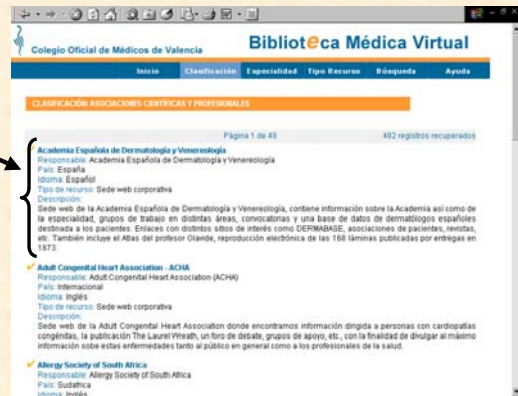 Colegio Oficial de Médicos de Valencia
Biblioteca Médica Virtual
Inicio Clasificación Especialidad Tipo Recurso Búsqueda Ayuda
CLASIFICACIÓN: ASOCIACIONES CIENTÍFICAS Y PROFESIONALES
Página 1 de 49 482 registros recuperados
Academia Española de Dermatología y Venereología
Responsable: Academia Española de Dermatología y Venereología
País: España
Idioma: Español
Tipo de recurso: Sede web corporativa
Descripción:
Sede web de la Academia Española de Dermatología y Venereología, contiene información sobre la Academia así como de
la especialidad, grupos de trabajo en distintas áreas, convocatorias y una base de datos de dermatólogos españoles
destinada a los pacientes. Enlaces con distintos sitios de interés como DERMABASE, asociaciones de pacientes, revistas,
etc. También incluye el Atlas del profesor Olavide, reproducción electrónica de las 168 láminas publicadas por entregas en
1873.
Adult Congenital Heart Association - ACHA
Responsable: Adult Congenital Heart Association (ACHA)
País: Internacional
Idioma: Inglés
Tipo de recurso: Sede web corporativa
Descripción:
Sede web de la Adult Congenital Heart Association donde encontramos información dirigida a personas con cardiopatías
congénitas, la publicación The Laurel Wreath, un foro de debate, grupos de apoyo, etc., con la finalidad de divulgar al máximo
información sobe estas enfermedades tanto al público en general como a los profesionales de la salud.
Allergy Society of South Africa
Responsable: Allergy Society of South Africa
País: Sudafrica
Idioma: Inglés